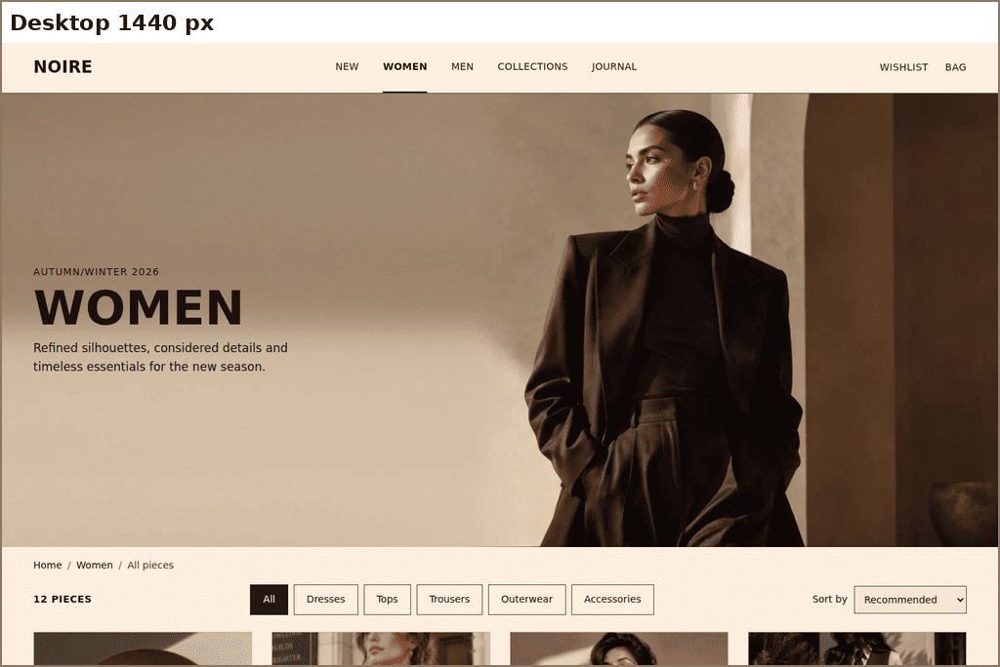 Desktop 1440 px
NOIRE
NEW WOMEN MEN COLLECTIONS JOURNAL
WISHLIST BAG
AUTUMN/WINTER 2026
WOMEN
Refined silhouettes, considered details and
timeless essentials for the new season.
Home / Women / All pieces
12 PIECES
All Dresses Tops Trousers Outerwear Accessories
Sort by Recommended